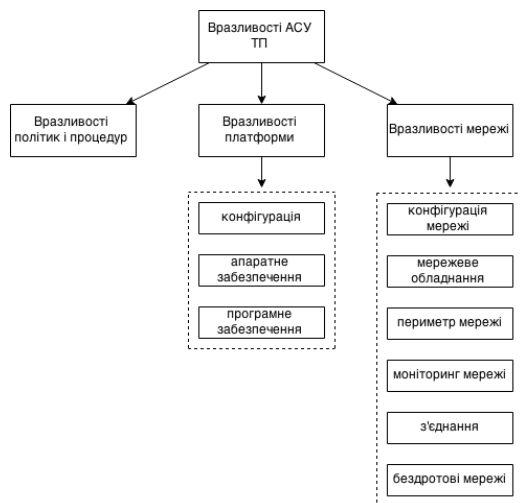 Вразливості АСУ
ТП
Вразливості
політик і процедур
Вразливості
платформи
Вразливості мережі
конфігурація
апаратне
забезпечення
програмне
забезпечення
конфігурація
мережі
мережеве
обладнання
периметр мережі
моніторинг мережі
з'єднання
бездротові мережі